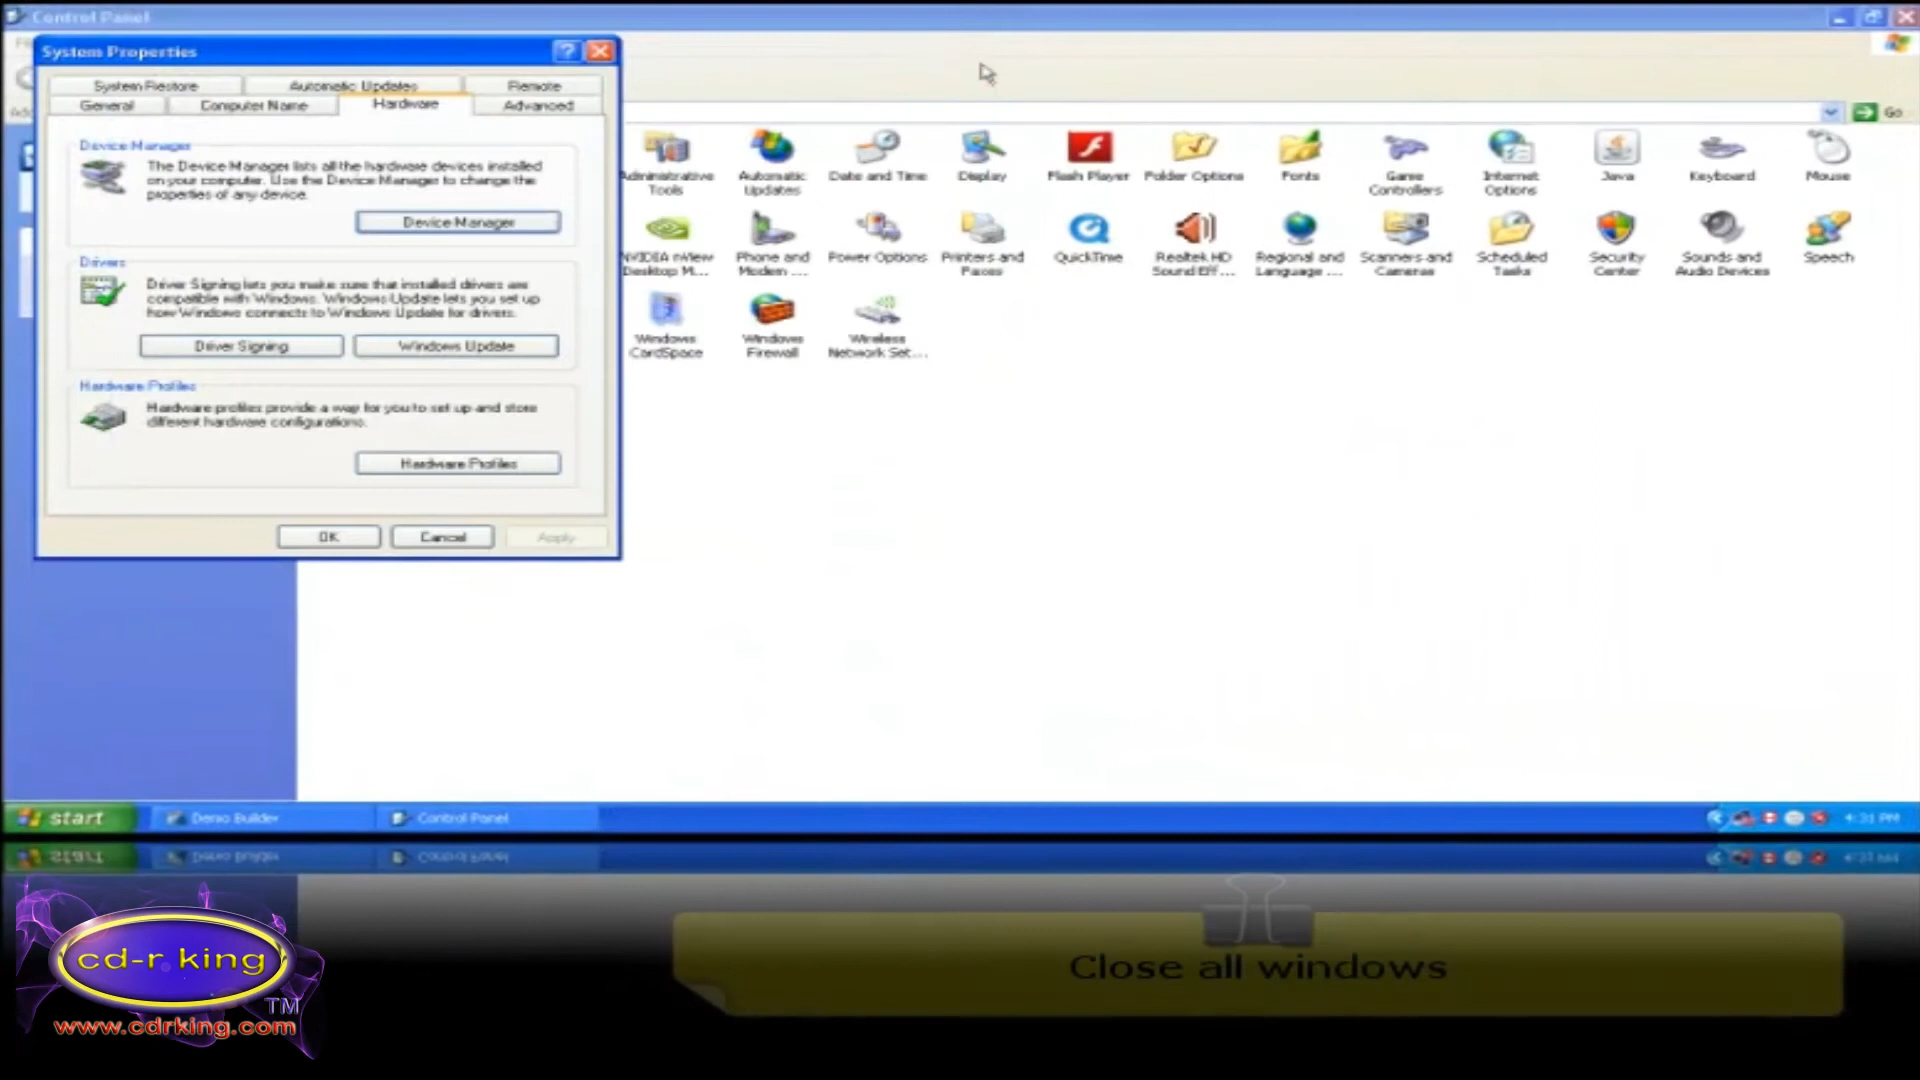 Control Panel
System Properties
System Restore Automatic Updates Remote
General Computer Name Hardware Advanced
Device Manager
The Device Manager lists all the hardware devices installed
on your computer. Use the Device Manager to change the
properties of any device.
Device Manager
Drivers
Driver Signing lets you make sure that installed drivers are
compatible with Windows. Windows Update lets you set up
how Windows connects to Windows Update for drivers.
Driver Signing Windows Update
Hardware Profiles
Hardware profiles provide a way for you to set up and store
different hardware configurations.
Hardware Profiles
OK Cancel Apply
Go
Administrative
Tools
Automatic
Updates
Date and Time
Display
Flash Player
Folder Options
Fonts
Game
Controllers
Internet
Options
Java
Keyboard
Mouse
NVIDIA nView
Desktop M...
Phone and
Modem ...
Power Options
Printers and
Faxes
QuickTime
Realtek HD
Sound Eff...
Regional and
Language ...
Scanners and
Cameras
Scheduled
Tasks
Security
Center
Sounds and
Audio Devices
Speech
Windows
CardSpace
Windows
Firewall
Wireless
Network Set...
start Demo Builder Control Panel 4:31 PM
cd-r king
TM
www.cdrking.com
Close all windows